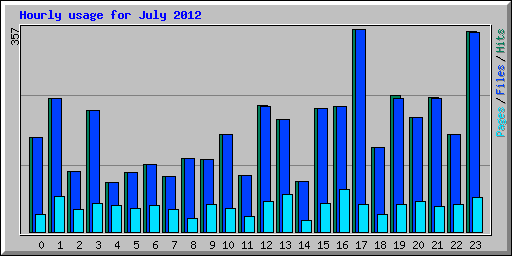 Hourly usage for July 2012
357
Pages / Files / Hits
0 1 2 3 4 5 6 7 8 9 10 11 12 13 14 15 16 17 18 19 20 21 22 23